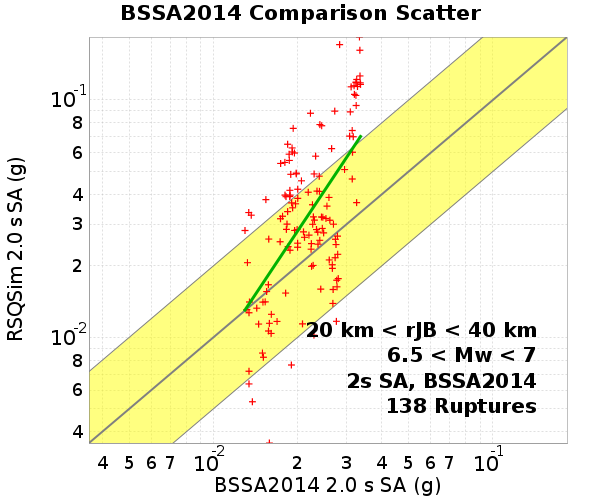 BSSA2014 Comparison Scatter
RSQSim 2.0 s SA (g)
10-1
8
6
4
3
2
10-2
8
6
4
20 km < rJB < 40 km
6.5 < Mw < 7
2s SA, BSSA2014
138 Ruptures
4 5 6 7 10-2 2 3 4 5 6 7 8 10-1
BSSA2014 2.0 s SA (g)